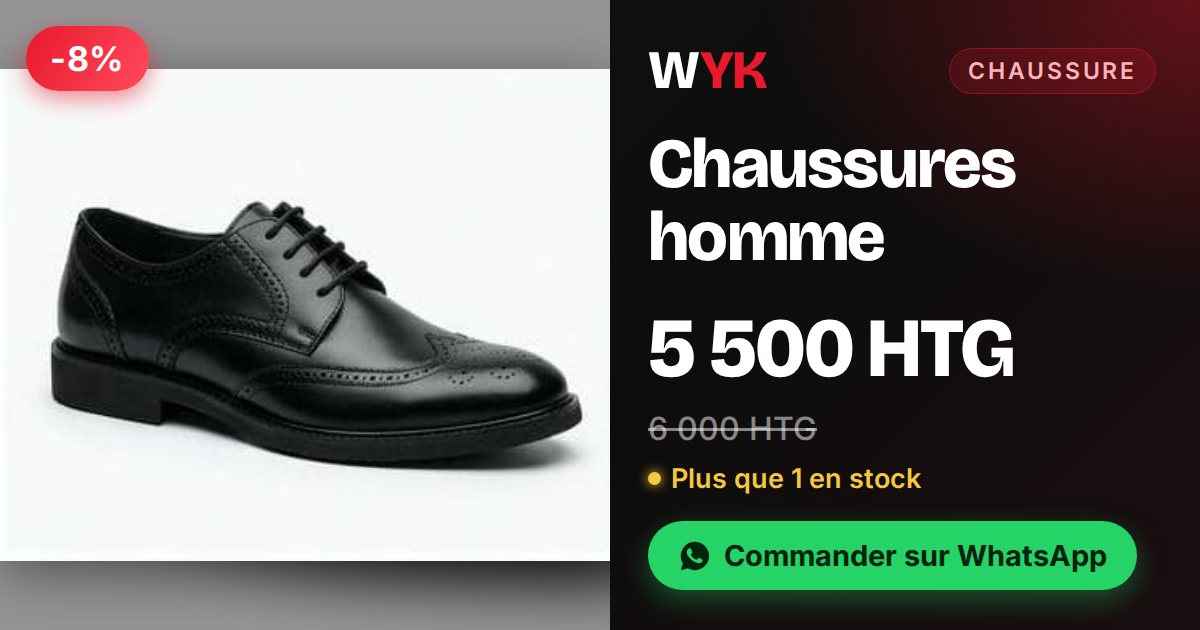 -8%
WYK
CHAUSSURE
Chaussures
homme
5 500 HTG
6 000 HTG
Plus que 1 en stock
Commander sur WhatsApp